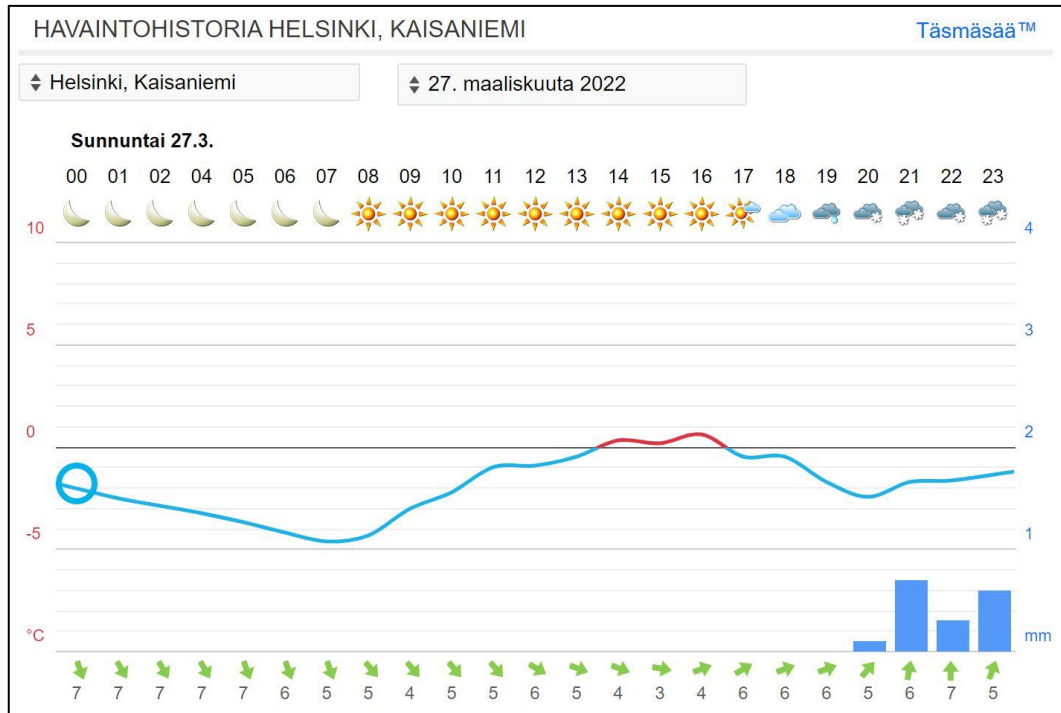 HAVAINTOHISTORIA HELSINKI, KAISANIEMI Täsmäsää™
Helsinki, Kaisaniemi 27. maaliskuuta 2022
Sunnuntai 27.3.
00 01 02 04 05 06 07 08 09 10 11 12 13 14 15 16 17 18 19 20 21 22 23
10 4
5 3
0 2
-5 1
°C mm
7 7 7 7 7 6 5 5 4 5 5 6 5 4 3 4 6 6 6 5 6 7 5